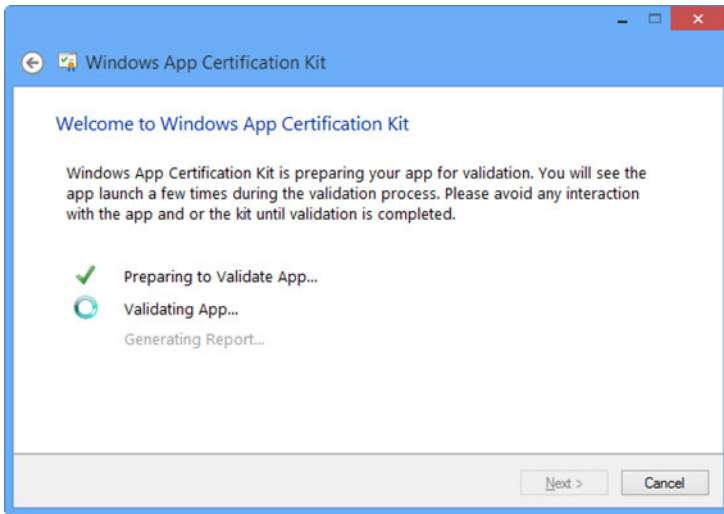 Windows App Certification Kit
Welcome to Windows App Certification Kit
Windows App Certification Kit is preparing your app for validation. You will see the
app launch a few times during the validation process. Please avoid any interaction
with the app and or the kit until validation is completed.
Preparing to Validate App...
Validating App...
Generating Report...
Next >
Cancel